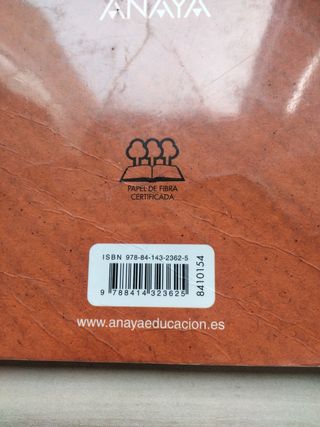 ANAYA
PAPEL DE FIBRA
CERTIFICADA
ISBN 978-84-143-2362-5
9 788414 323625
8410154
www.anayaeducacion.es